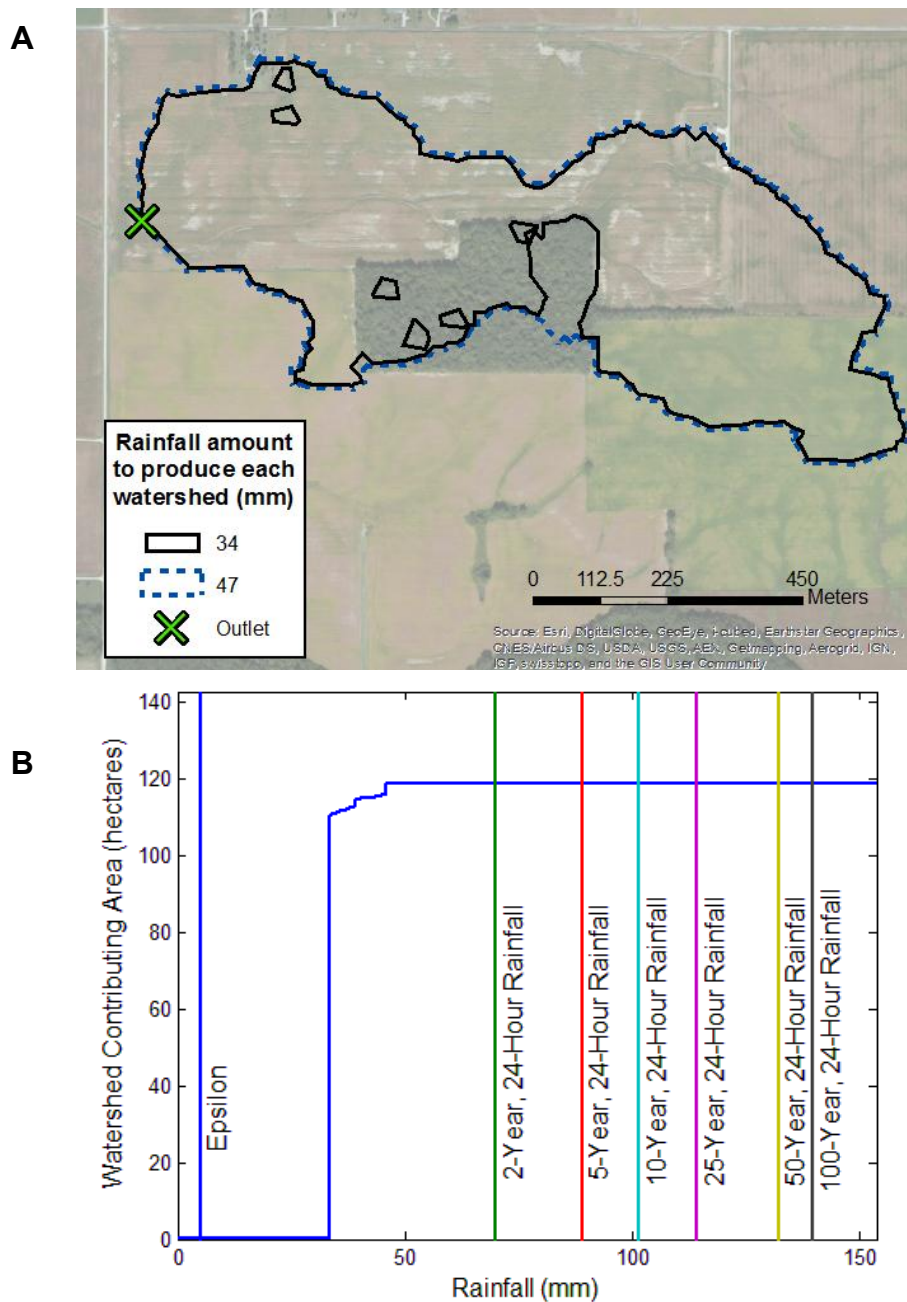 A
Rainfall amount
to produce each
watershed (mm)
34
47
Outlet
0 112.5 225 450
Meters
Source: Esri, DigitalGlobe, GeoEye, i-cubed, Earthstar Geographics,
CNES/Airbus DS, USDA, USGS, AEX, Getmapping, Aerogrid, IGN,
IGP, swisstopo, and the GIS User Community
B
Watershed Contributing Area (hectares)
140
120
100
80
60
40
20
0
Epsilon
2-Year, 24-Hour Rainfall
5-Year, 24-Hour Rainfall
10-Year, 24-Hour Rainfall
25-Year, 24-Hour Rainfall
50-Year, 24-Hour Rainfall
100-Year, 24-Hour Rainfall
0 50 100 150
Rainfall (mm)